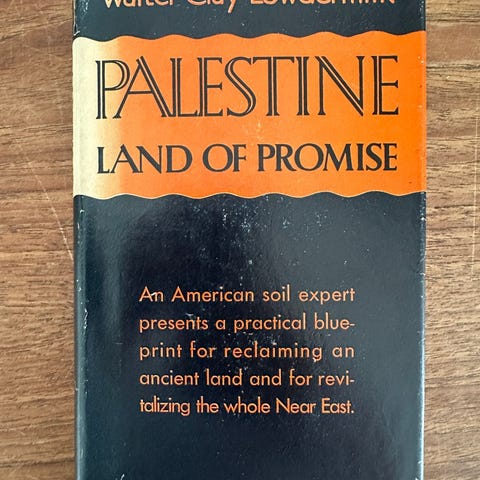 Walter Clay Lowdermilk
PALESTINE
LAND OF PROMISE
An American soil expert
presents a practical blue-
print for reclaiming an
ancient land and for revi-
talizing the whole Near East.